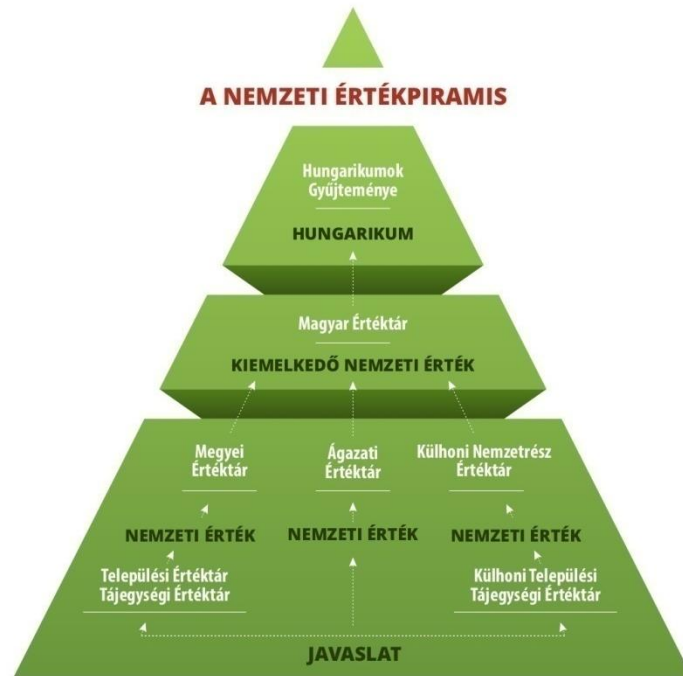 A NEMZETI ÉRTÉKPIRAMIS
Hungarikumok
Gyűjteménye
HUNGARIKUM
Magyar Értéktár
KIEMELKEDŐ NEMZETI ÉRTÉK
Megyei
Értéktár
Ágazati
Értéktár
Külhoni Nemzetrész
Értéktár
NEMZETI ÉRTÉK
NEMZETI ÉRTÉK
NEMZETI ÉRTÉK
Települési Értéktár
Tájegységi Értéktár
Külhoni Települési
Tájegységi Értéktár
JAVASLAT